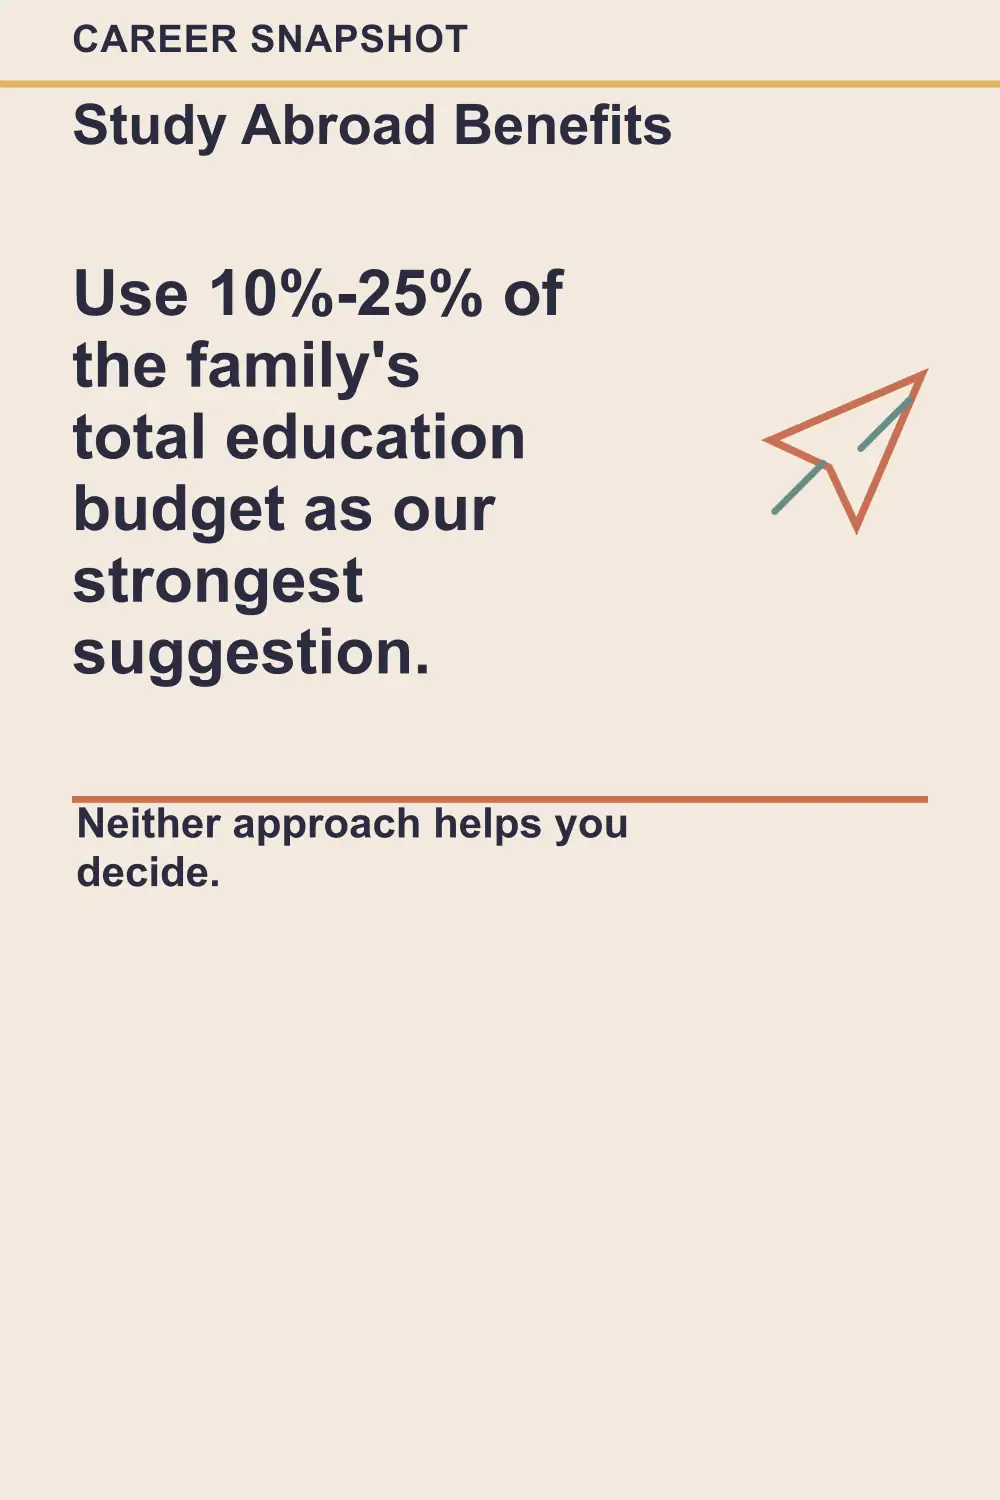 CAREER SNAPSHOT
Study Abroad Benefits
Use 10%-25% of
the family's
total education
budget as our
strongest
suggestion.
Neither approach helps you
decide.